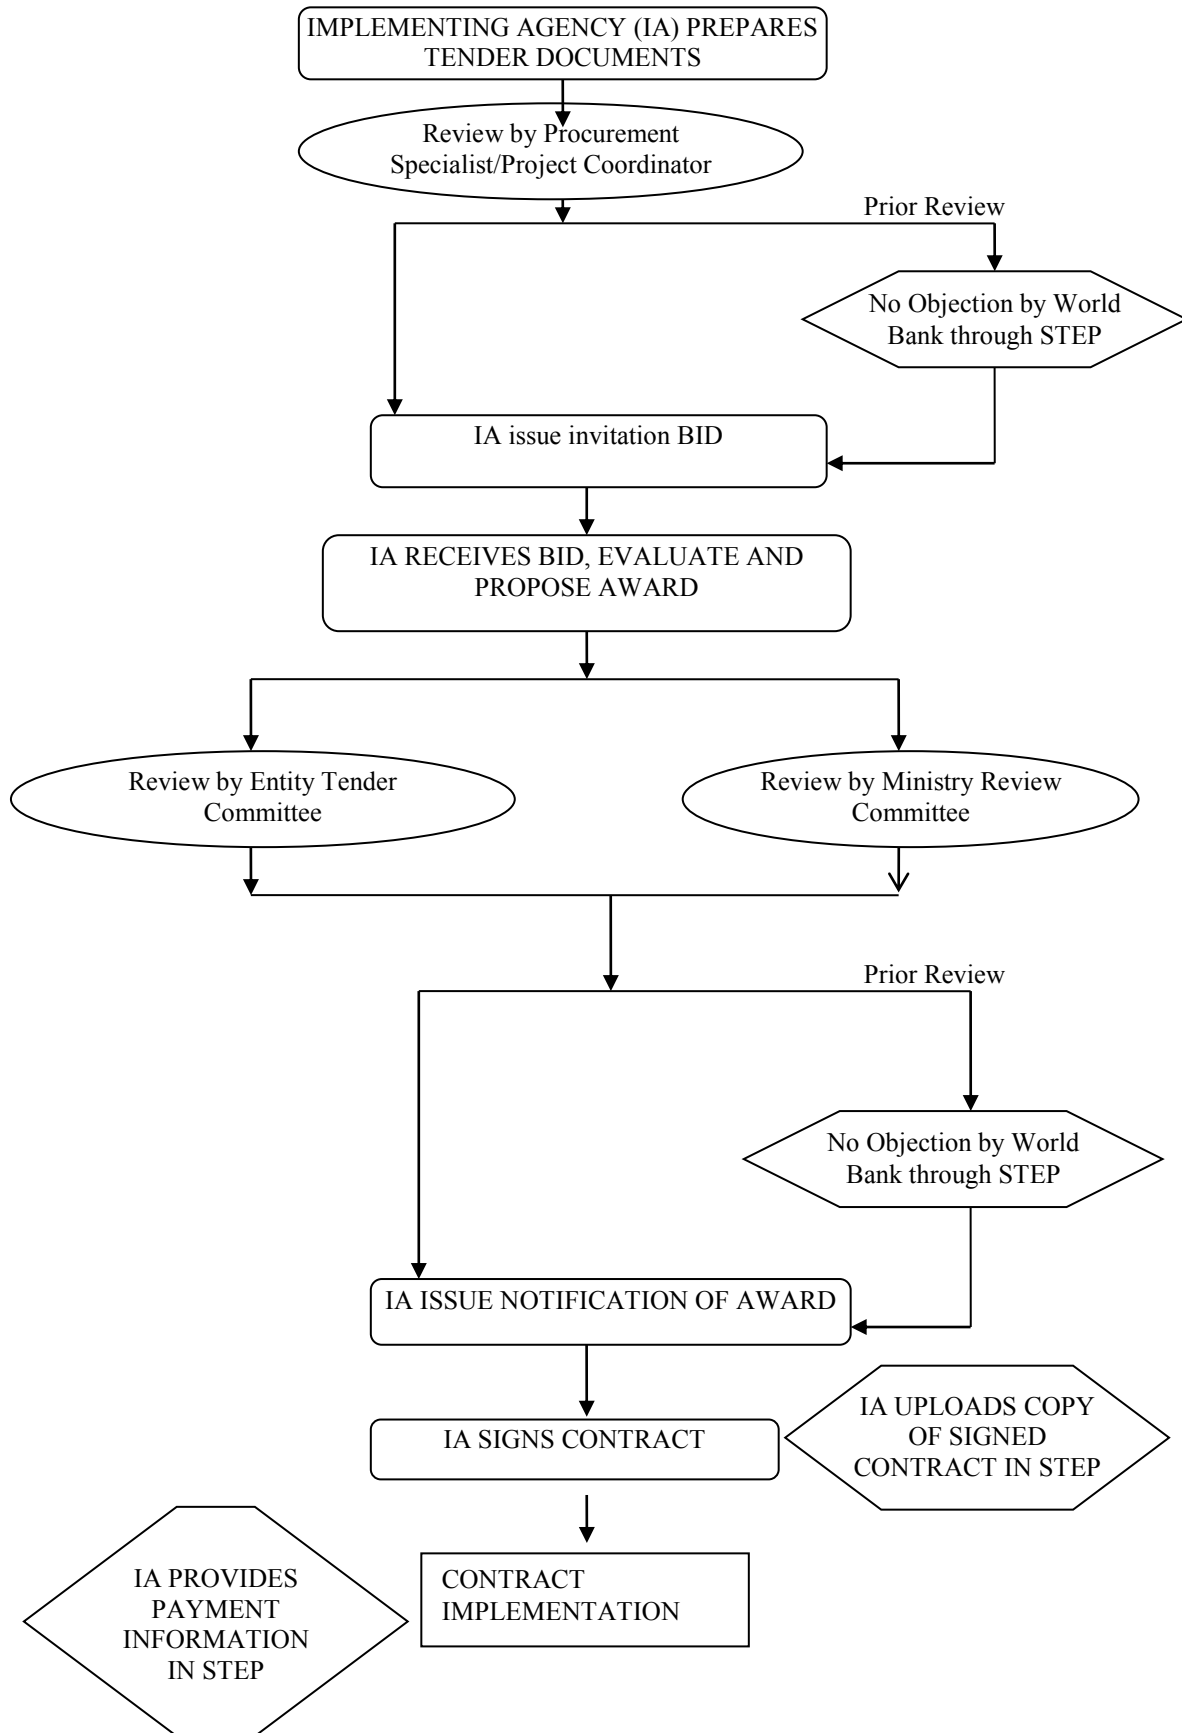 IMPLEMENTING AGENCY (IA) PREPARES
TENDER DOCUMENTS
Review by Procurement
Specialist/Project Coordinator
Prior Review
No Objection by World
Bank through STEP
IA issue invitation BID
IA RECEIVES BID, EVALUATE AND
PROPOSE AWARD
Review by Entity Tender
Committee
Review by Ministry Review
Committee
Prior Review
No Objection by World
Bank through STEP
IA ISSUE NOTIFICATION OF AWARD
IA SIGNS CONTRACT
IA UPLOADS COPY
OF SIGNED
CONTRACT IN STEP
IA PROVIDES
PAYMENT
INFORMATION
IN STEP
CONTRACT
IMPLEMENTATION